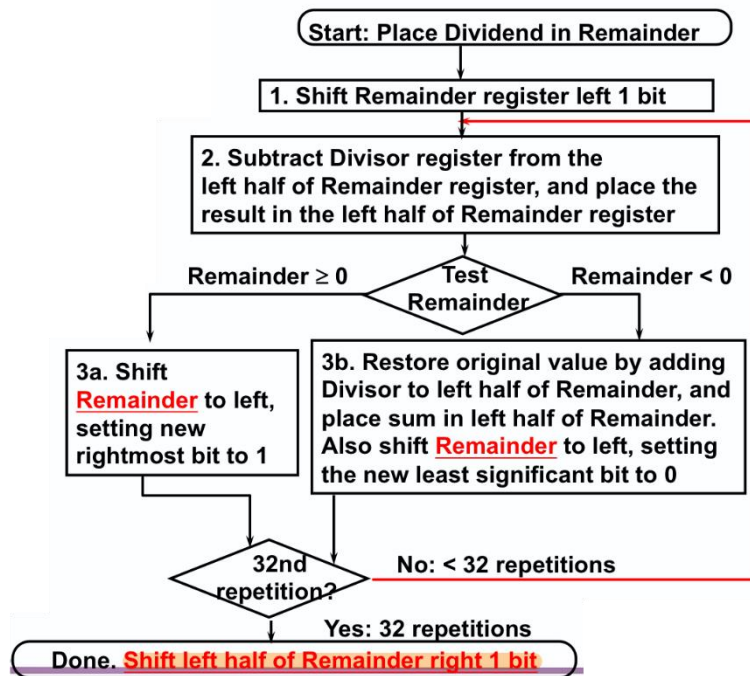 Start: Place Dividend in Remainder
1. Shift Remainder register left 1 bit
2. Subtract Divisor register from the
left half of Remainder register, and place the
result in the left half of Remainder register
Remainder ≥ 0
Test
Remainder
Remainder < 0
3a. Shift
Remainder to left,
setting new
rightmost bit to 1
3b. Restore original value by adding
Divisor to left half of Remainder, and
place sum in left half of Remainder.
Also shift Remainder to left, setting
the new least significant bit to 0
32nd
repetition?
No: < 32 repetitions
Yes: 32 repetitions
Done. Shift left half of Remainder right 1 bit